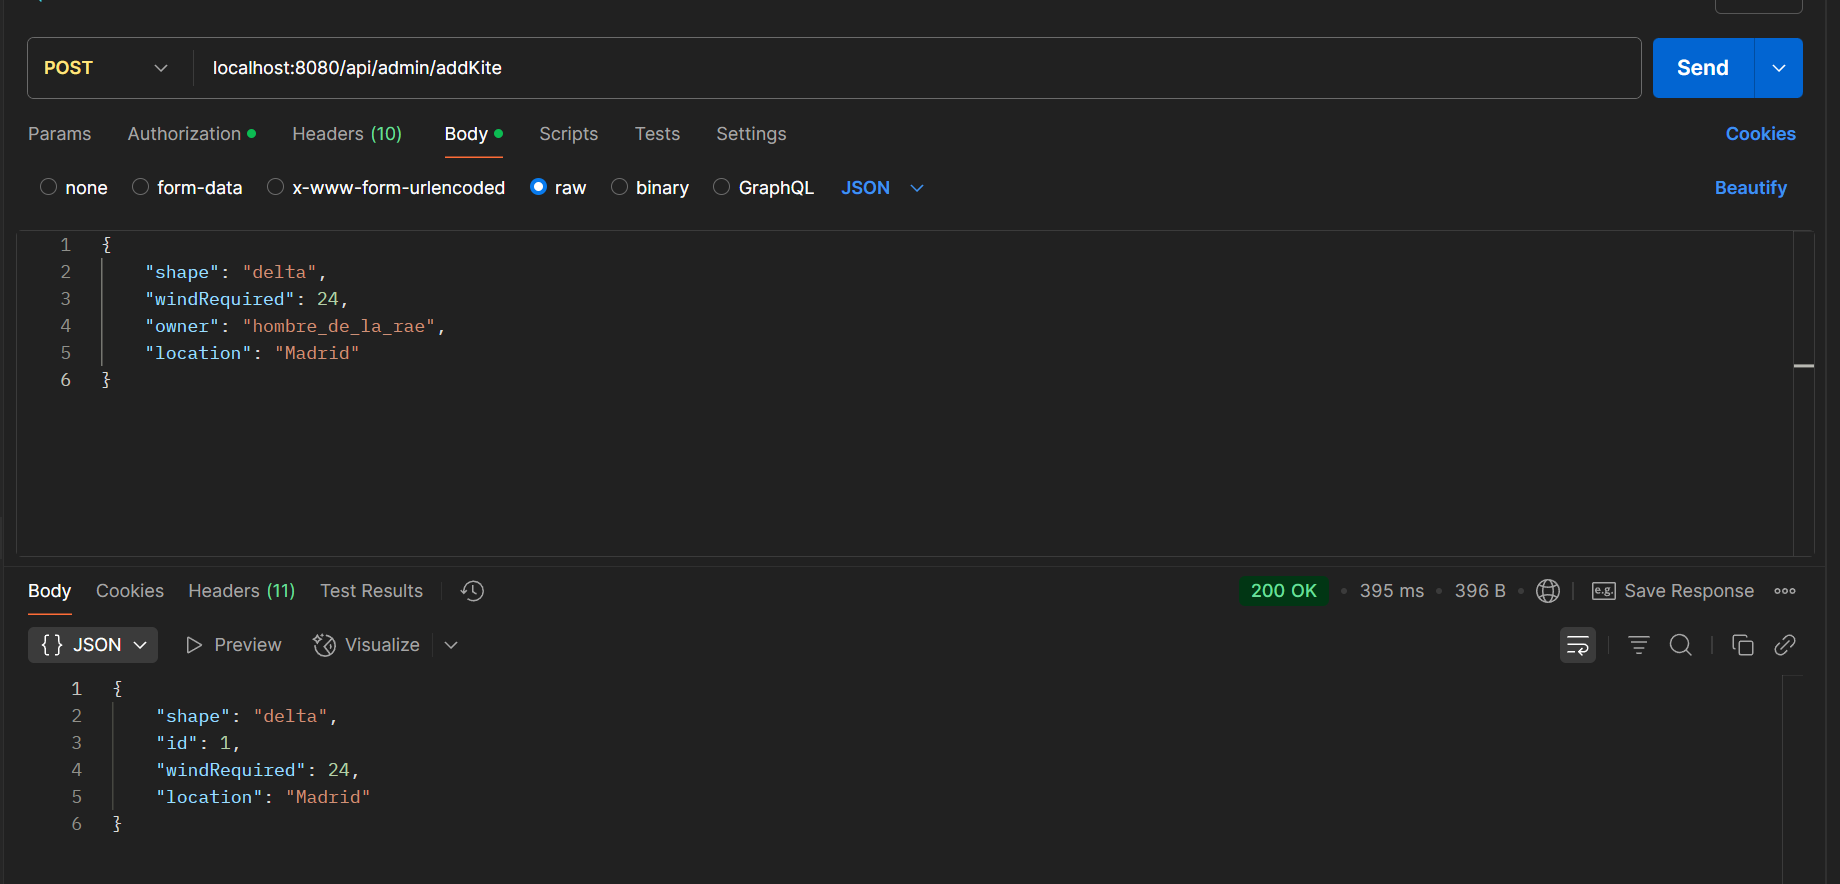 POST localhost:8080/api/admin/addKite Send
Params Authorization Headers (10) Body Scripts Tests Settings Cookies
none form-data x-www-form-urlencoded raw binary GraphQL JSON Beautify
1 {
2 "shape": "delta",
3 "windRequired": 24,
4 "owner": "hombre_de_la_rae",
5 "location": "Madrid"
6 }
Body Cookies Headers (11) Test Results 200 OK • 395 ms • 396 B • e.g. Save Response
{} JSON Preview Visualize
1 {
2 "shape": "delta",
3 "id": 1,
4 "windRequired": 24,
5 "location": "Madrid"
6 }